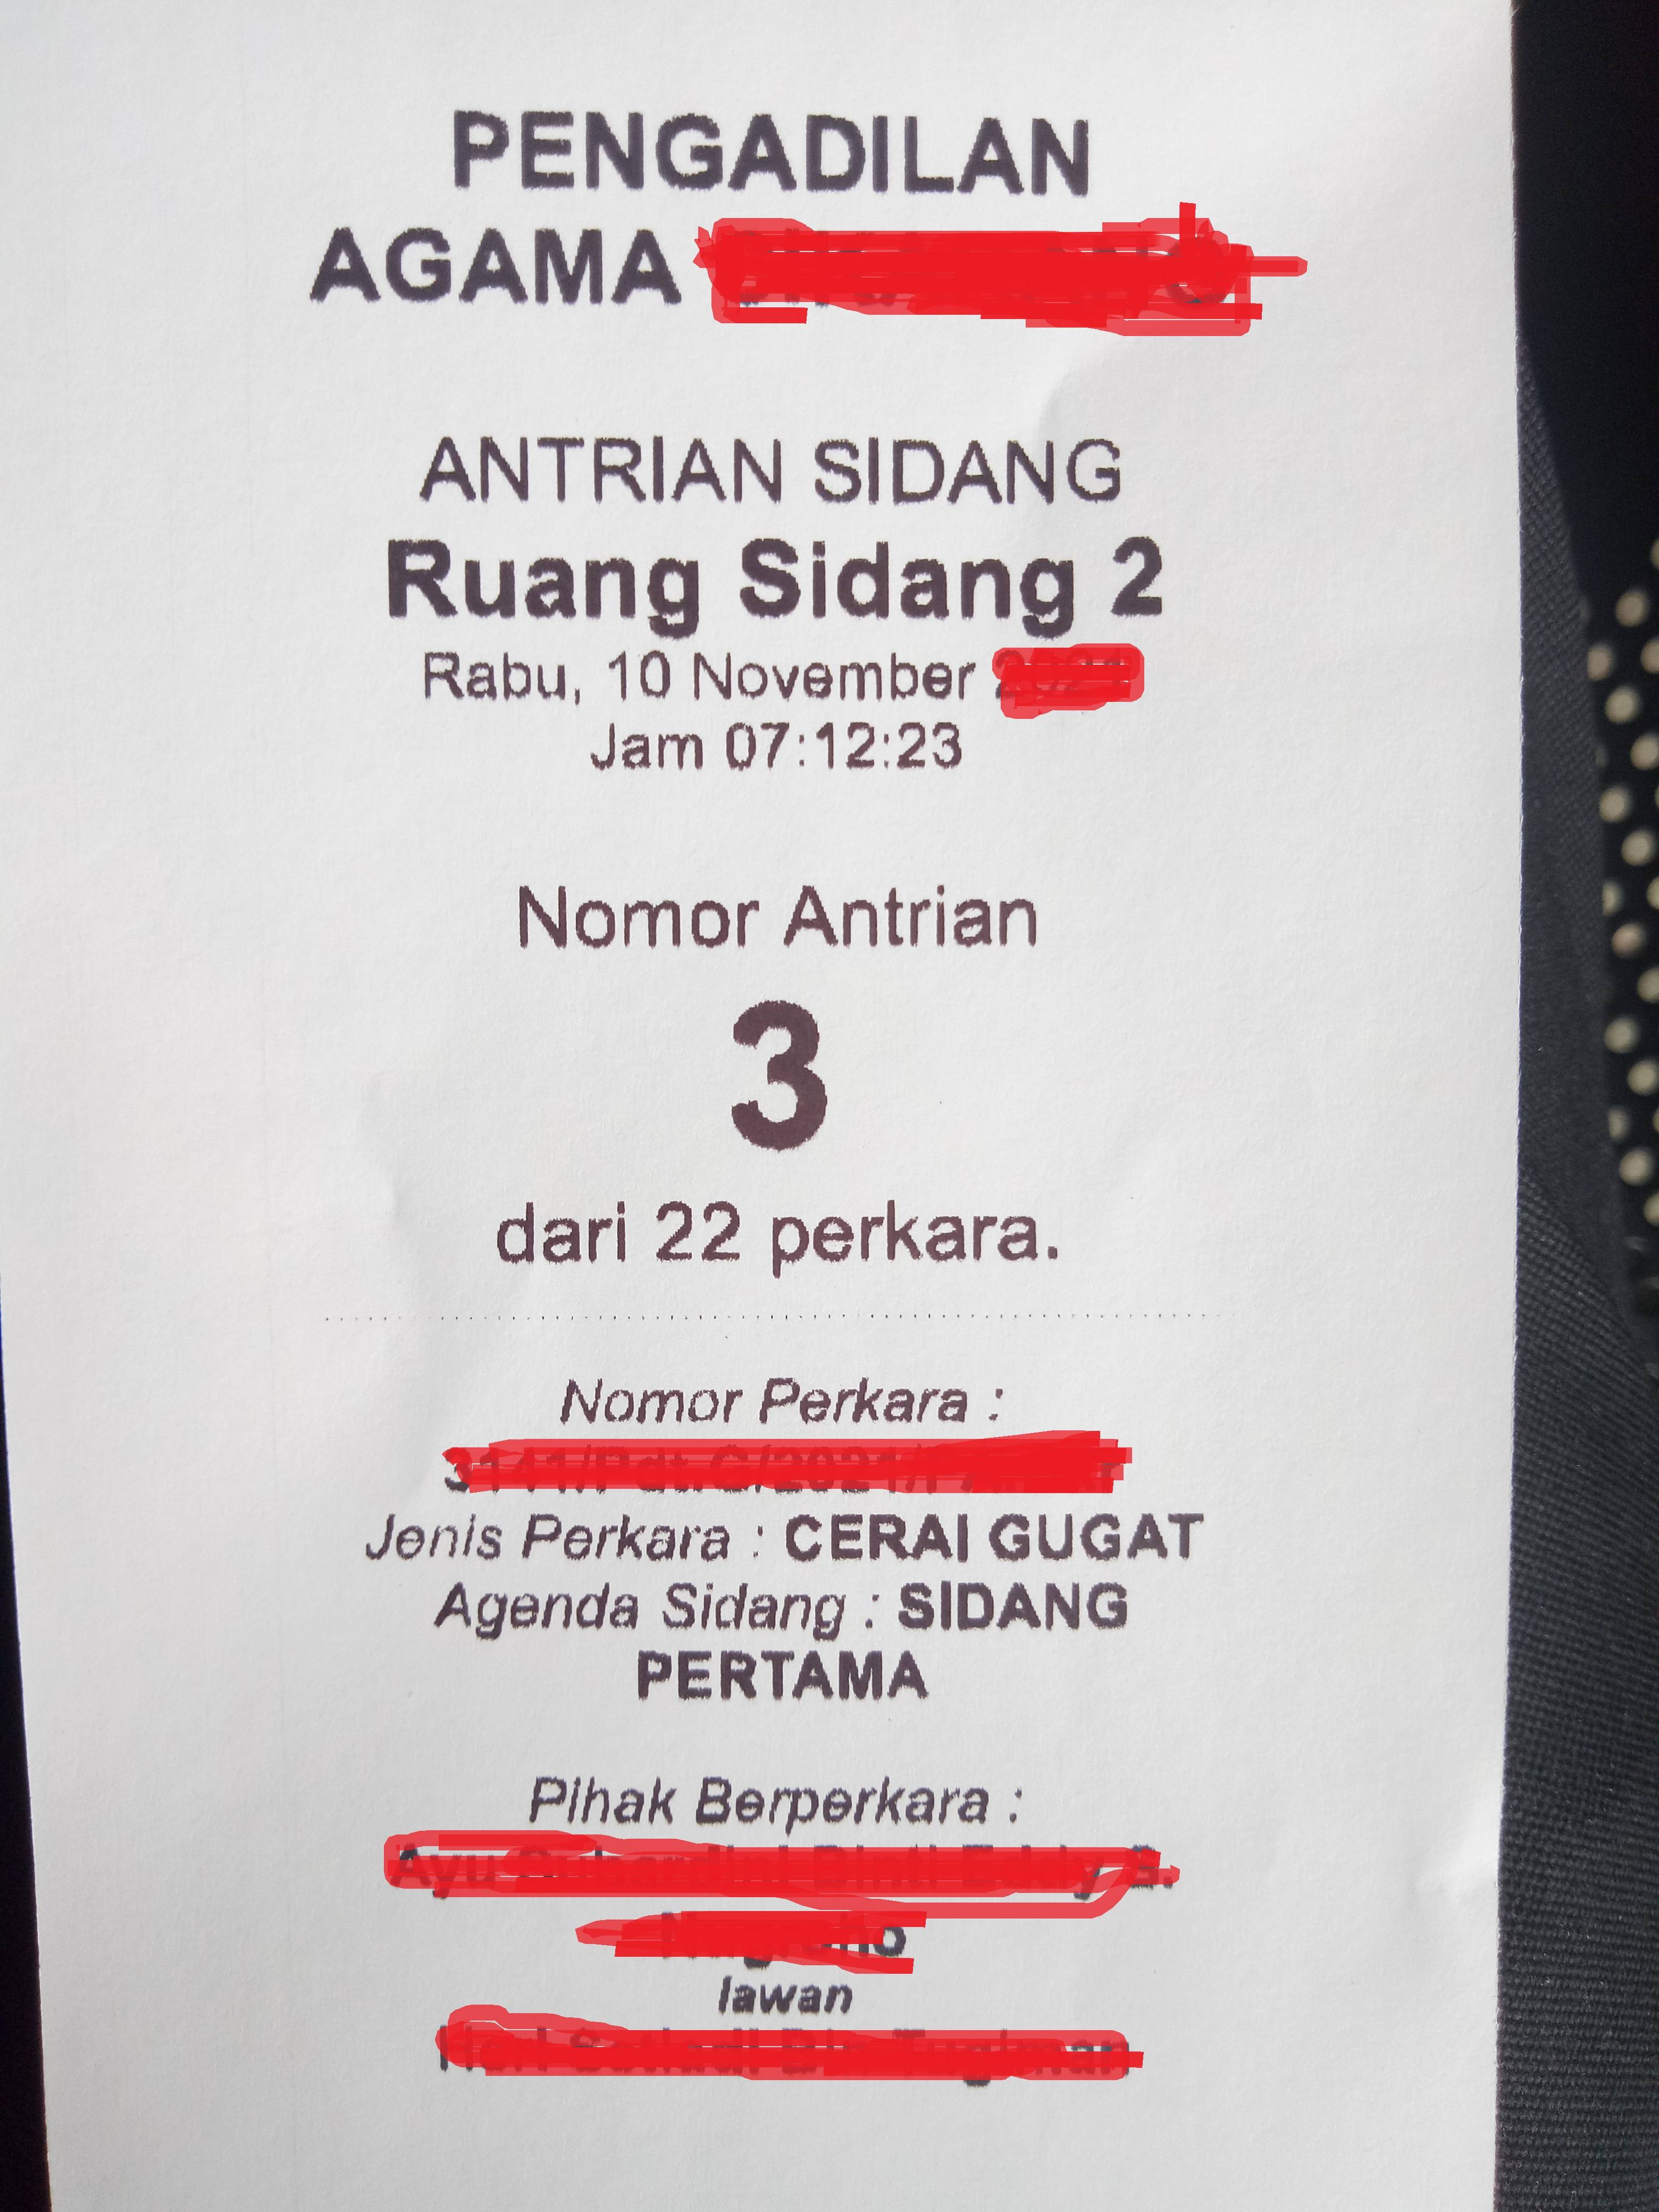 PENGADILAN
AGAMA
ANTRIAN SIDANG
Ruang Sidang 2
Rabu, 10 November
Jam 07:12:23
Nomor Antrian
3
dari 22 perkara.
Nomor Perkara :
Jenis Perkara : CERAI GUGAT
Agenda Sidang : SIDANG
PERTAMA
Pihak Berperkara :
lawan